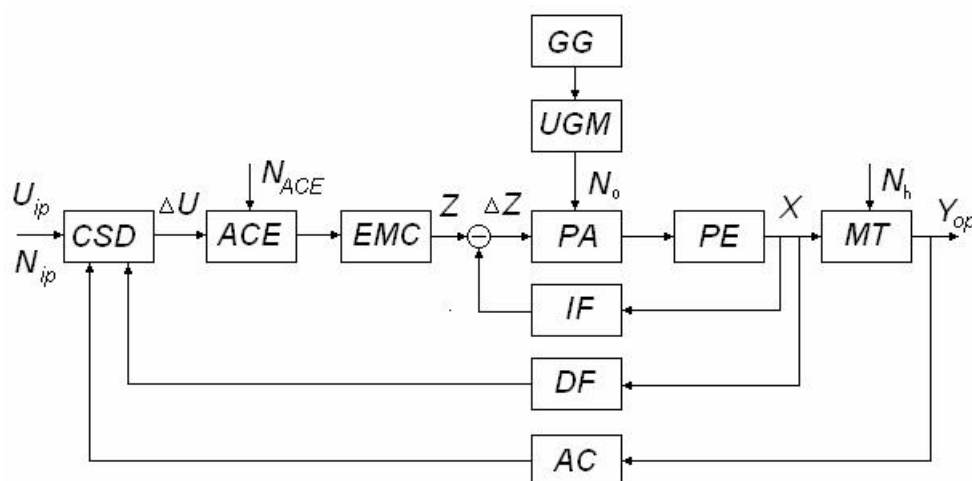 GG
UGM
N_ACE
N_o
N_h
U_ip
ΔU
Z
ΔZ
X
Y_op
CSD
ACE
EMC
−
PA
PE
MT
N_ip
IF
DF
AC